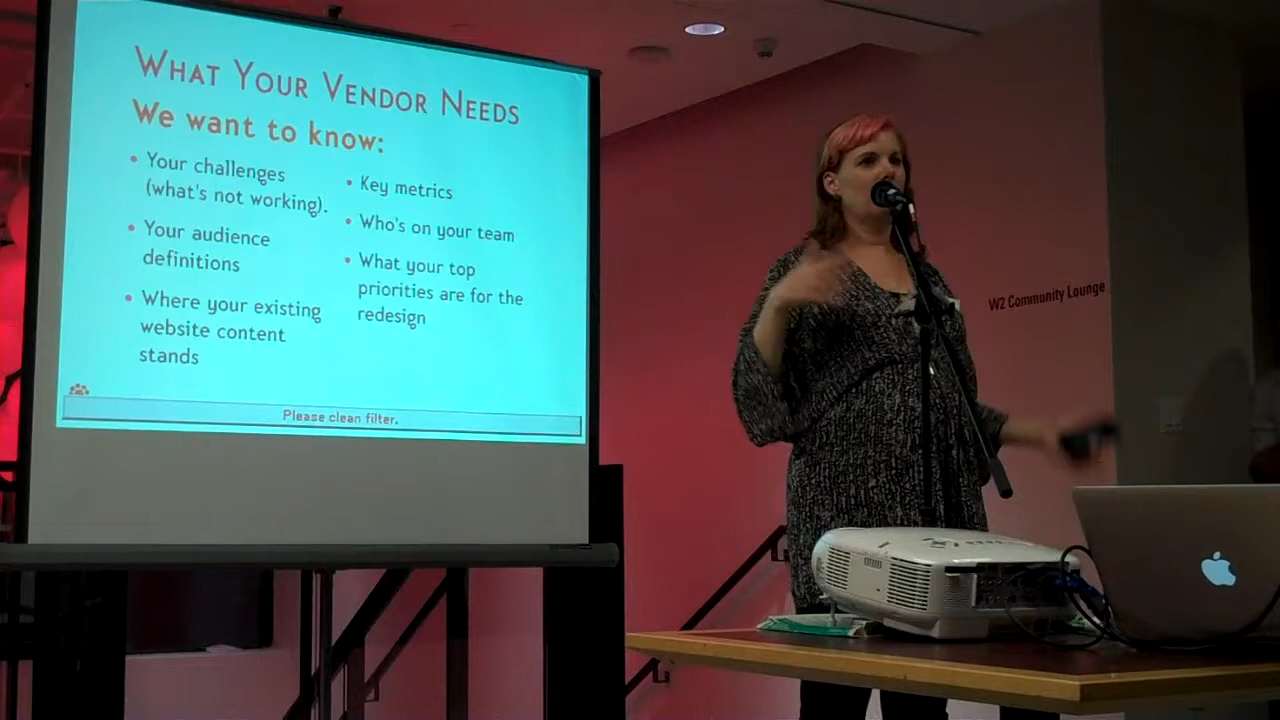 What Your Vendor Needs
We want to know:
• Your challenges
(what's not working).
• Your audience
definitions
• Where your existing
website content
stands
• Key metrics
• Who's on your team
• What your top
priorities are for the
redesign
Please clean filter.
W2 Community Lounge